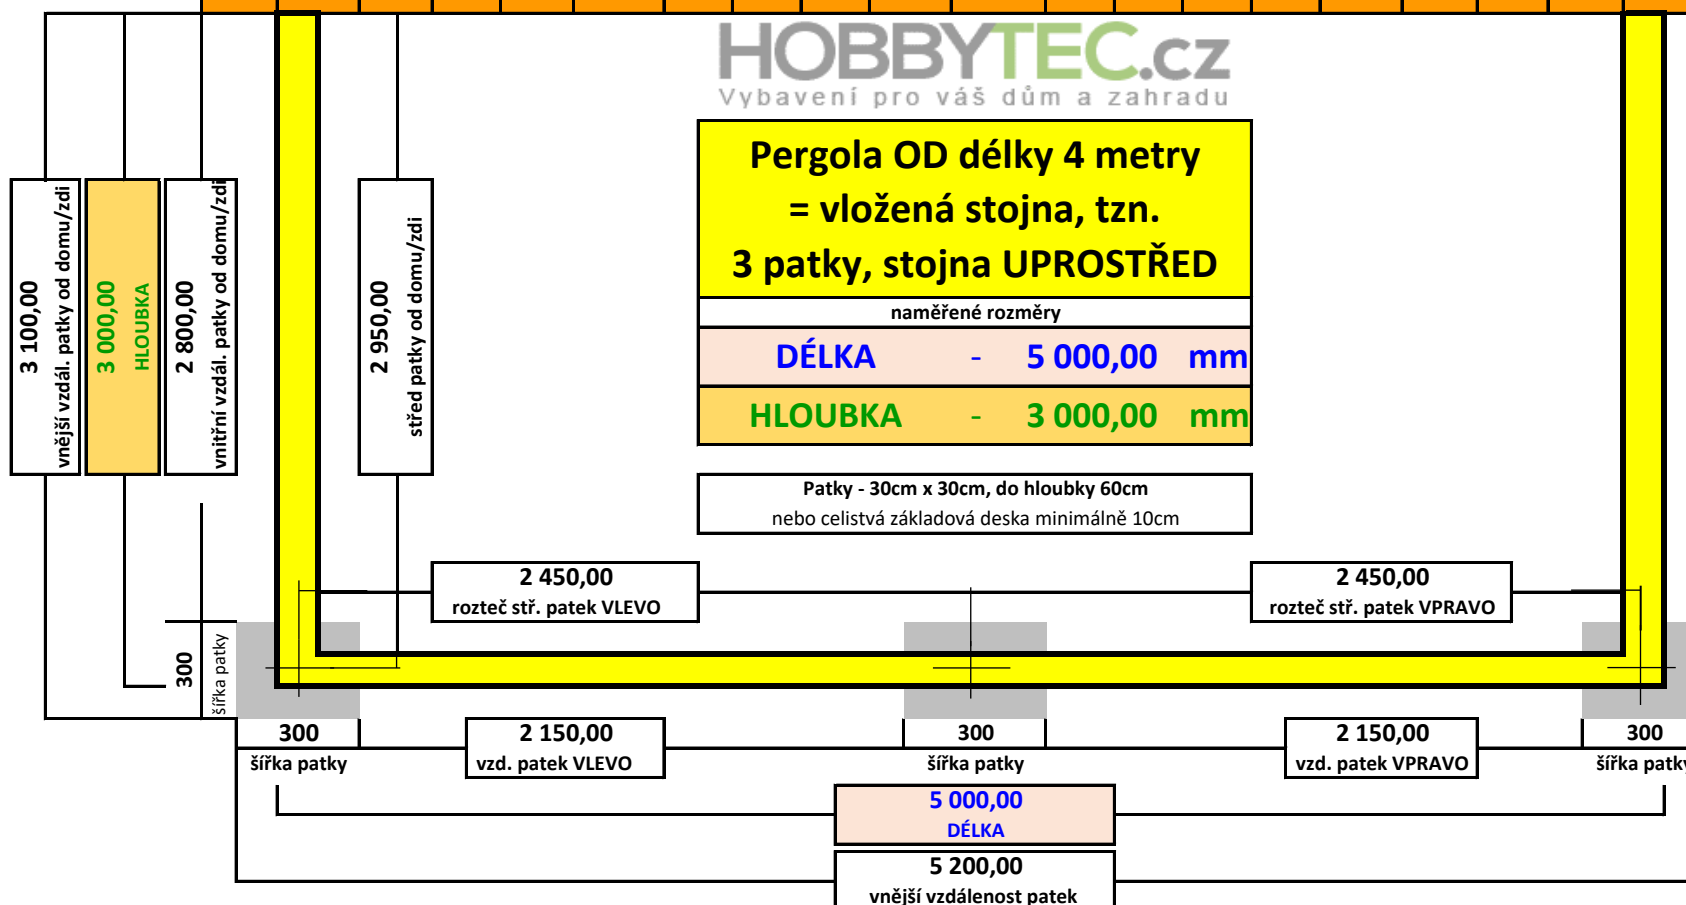 HOBBYTEC.cz
Vybavení pro váš dům a zahradu
Pergola OD délky 4 metry
= vložená stojna, tzn.
3 patky, stojna UPROSTŘED
naměřené rozměry
DÉLKA - 5 000,00 mm
HLOUBKA - 3 000,00 mm
Patky - 30cm x 30cm, do hloubky 60cm
nebo celistvá základová deska minimálně 10cm
3 100,00
vnější vzdál. patky od domu/zdi
3 000,00
HLOUBKA
2 800,00
vnitřní vzdál. patky od domu/zdi
2 950,00
střed patky od domu/zdi
2 450,00
rozteč stř. patek VLEVO
2 450,00
rozteč stř. patek VPRAVO
300
šířka patky
300
šířka patky
2 150,00
vzd. patek VLEVO
300
šířka patky
2 150,00
vzd. patek VPRAVO
300
šířka patky
5 000,00
DÉLKA
5 200,00
vnější vzdálenost patek